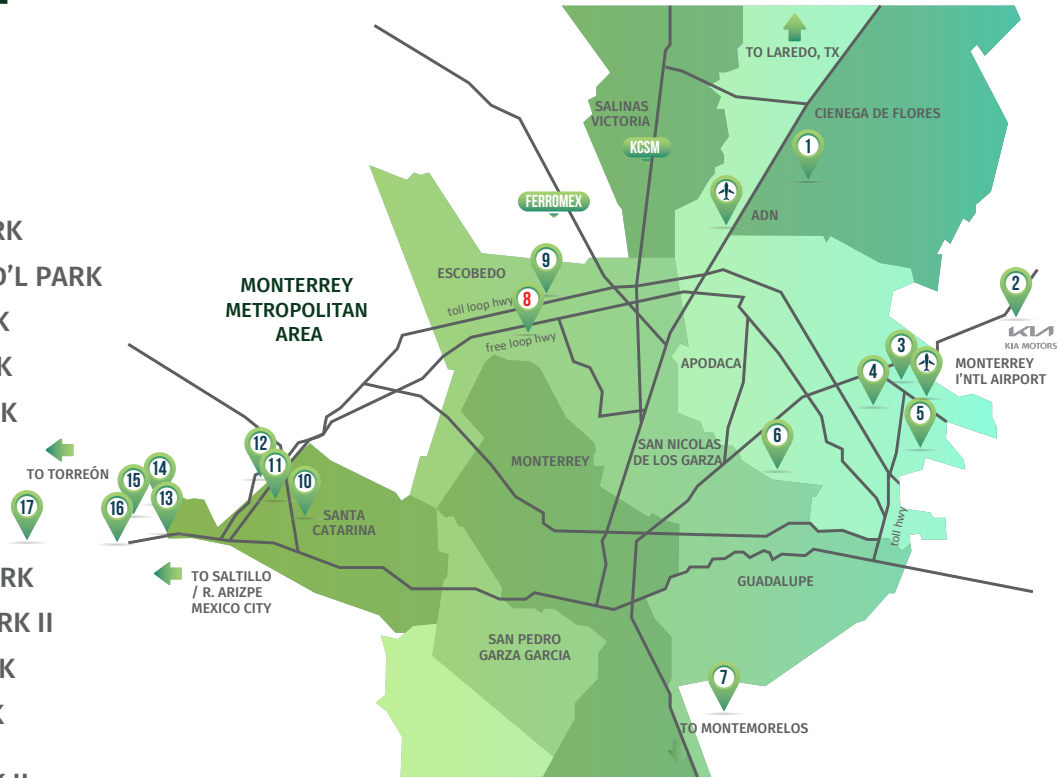 TO LAREDO, TX
SALINAS
VICTORIA
CIENEGA DE FLORES
KCSM
1
FERROMEX
ADN
RK
9
ESCOBEDO
D'L PARK
MONTERREY
METROPOLITAN
AREA
2
toll loop hwy
8
K
free loop hwy
KIA
KIA MOTORS
3
K
APODACA
4
MONTERREY
I'NTL AIRPORT
K
5
12
6
TO TORREÓN
14
11
15
10
MONTERREY
SAN NICOLAS
DE LOS GARZA
17
16
13
SANTA
CATARINA
toll hwy
RK
TO SALTILLO
/ R. ARIZPE
MEXICO CITY
GUADALUPE
RK II
SAN PEDRO
GARZA GARCIA
K
7
K
TO MONTEMORELOS